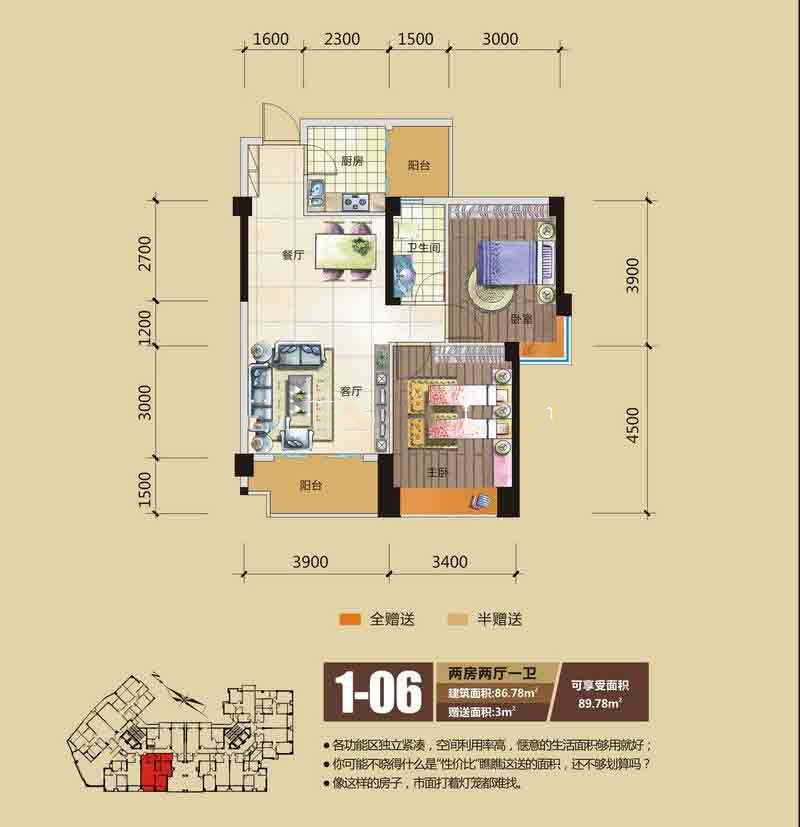 1600 2300 1500 3000
厨房
阳台
2700
餐厅
卫生间
3900
卧室
1200
3000
客厅
4500
主卧
1500
阳台
3900 3400
全赠送 半赠送
1-06
两房两厅一卫
建筑面积:86.78m²
赠送面积:3m²
可享受面积
89.78m²
●各功能区独立紧凑，空间利用率高，惬意的生活面积够用就好；
●你可能不晓得什么是“性价比”瞧瞧这送的面积，还不够划算吗？
●像这样的房子，市面打着灯笼都难找。